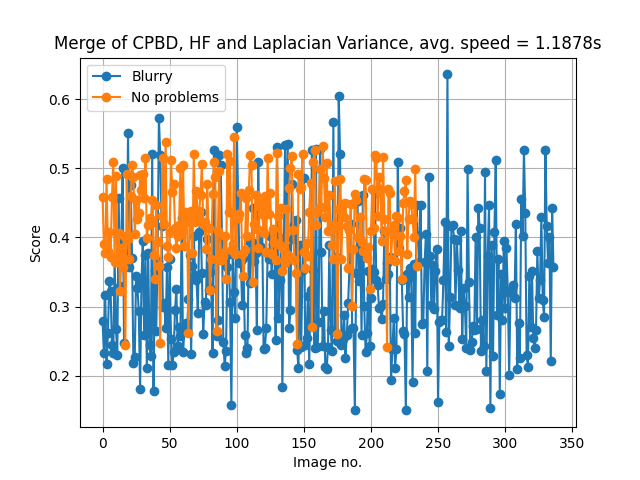 Merge of CPBD, HF and Laplacian Variance, avg. speed = 1.1878s
Blurry
No problems
0.6
0.5
0.4
0.3
0.2
Score
0 50 100 150 200 250 300 350
Image no.